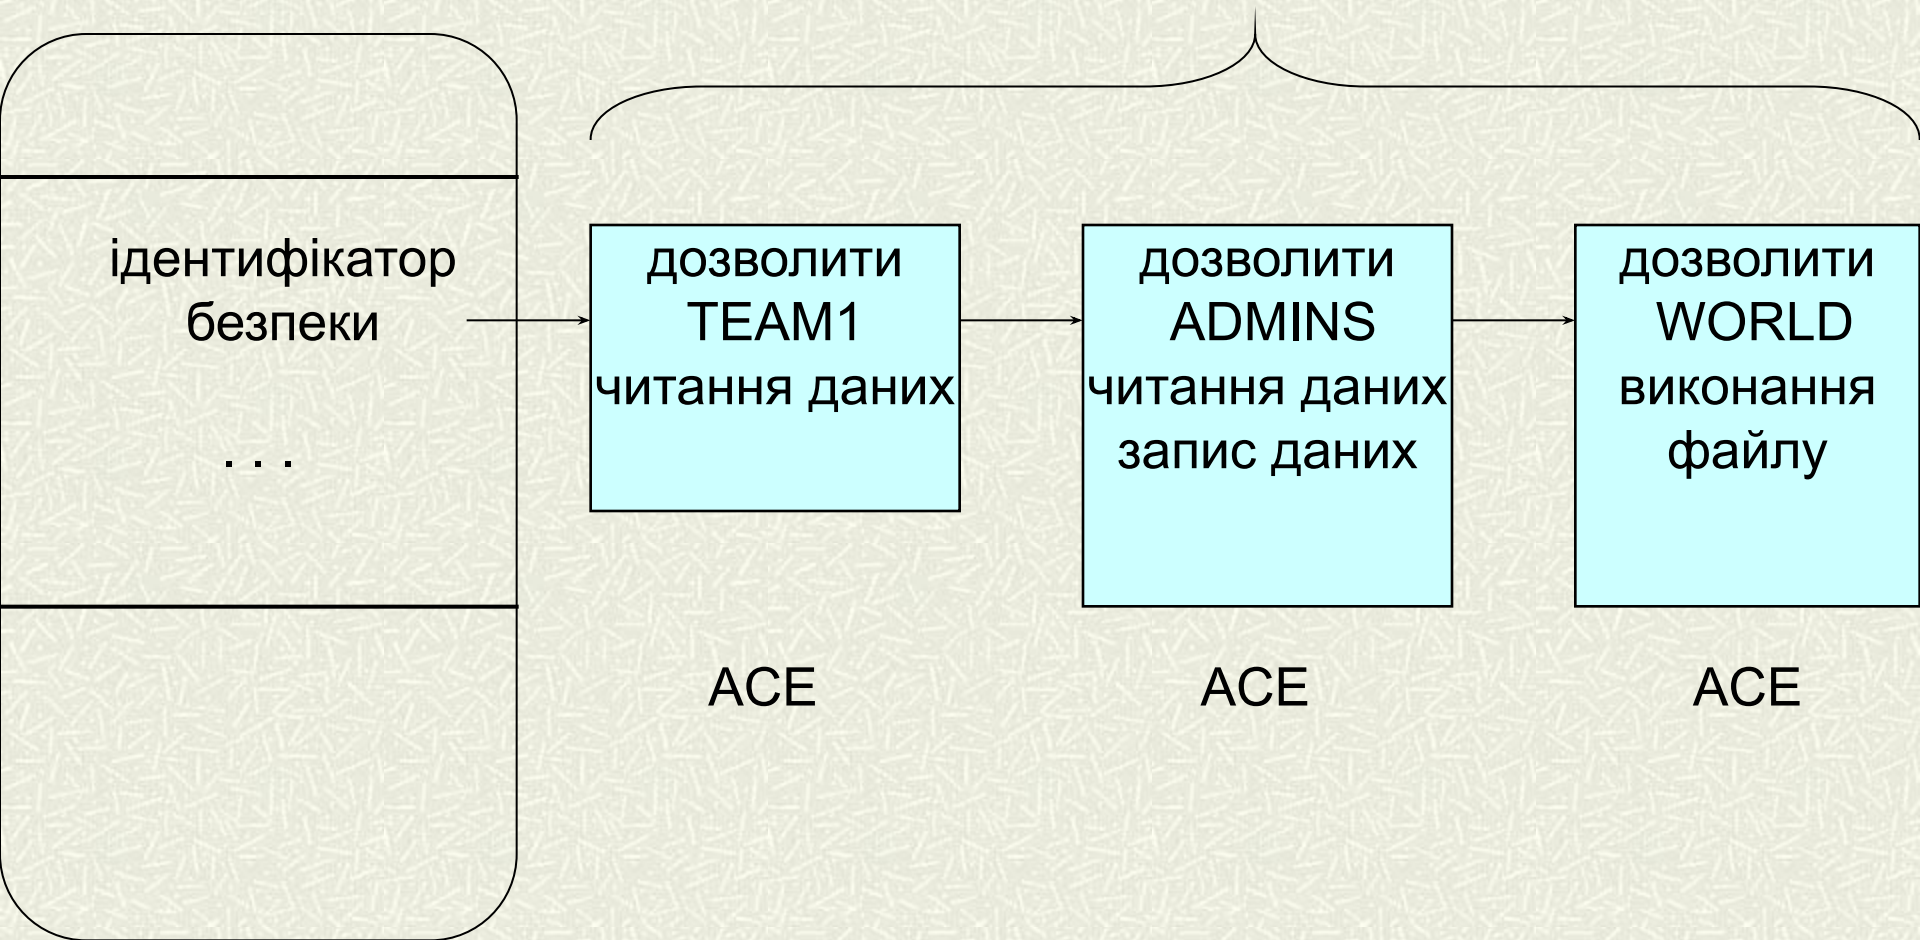 ідентифікатор
безпеки
. . .
дозволити
TEAM1
читання даних
дозволити
ADMINS
читання даних
запис даних
дозволити
WORLD
виконання
файлу
ACE
ACE
ACE